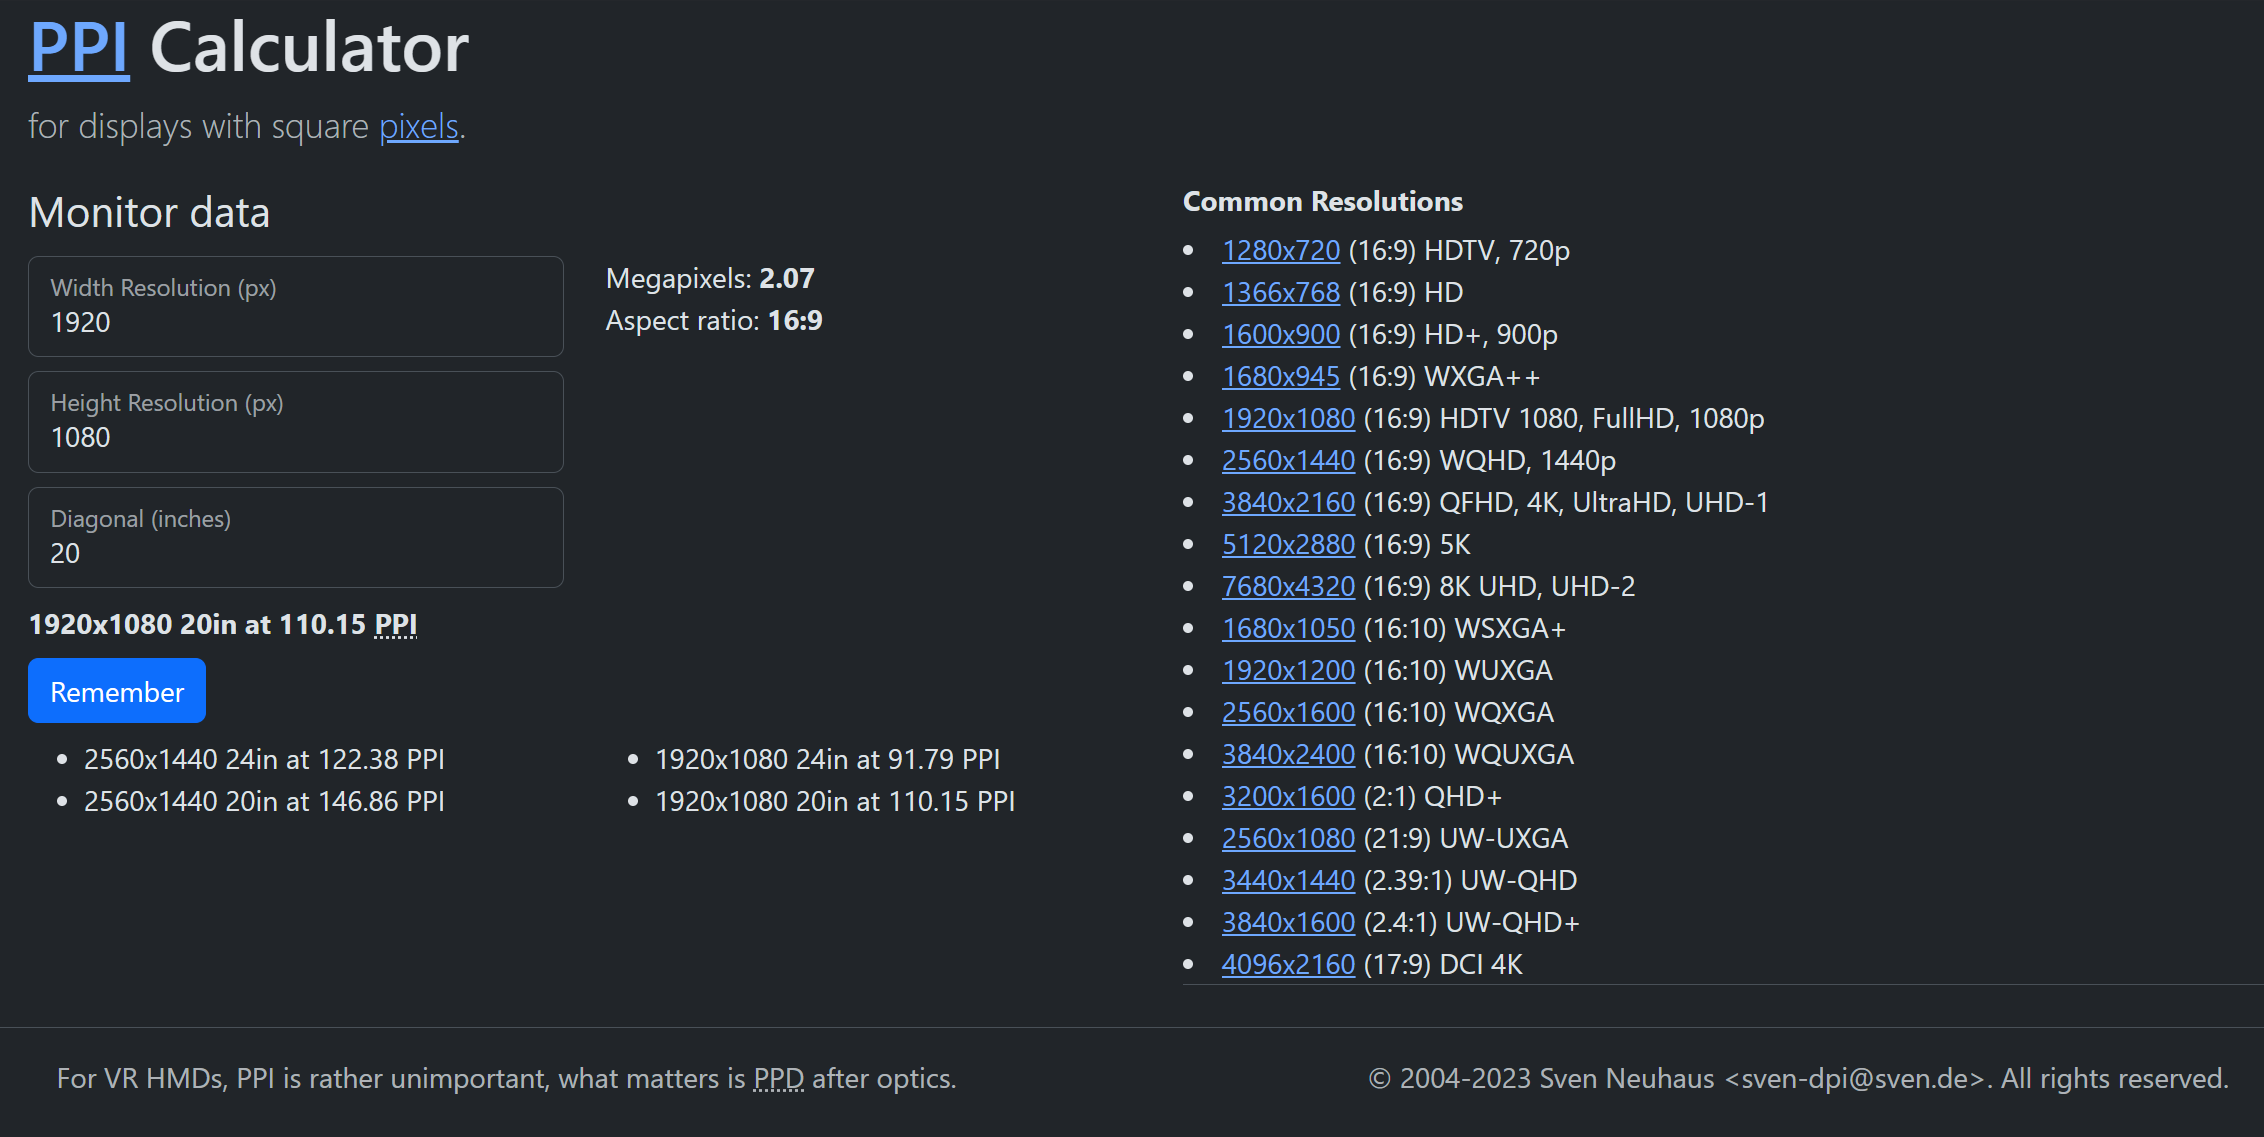 PPI Calculator
for displays with square pixels.
Monitor data
Width Resolution (px)
1920
Height Resolution (px)
1080
Diagonal (inches)
20
Megapixels: 2.07
Aspect ratio: 16:9
1920x1080 20in at 110.15 PPI
Remember
2560x1440 24in at 122.38 PPI
2560x1440 20in at 146.86 PPI
1920x1080 24in at 91.79 PPI
1920x1080 20in at 110.15 PPI
Common Resolutions
1280x720 (16:9) HDTV, 720p
1366x768 (16:9) HD
1600x900 (16:9) HD+, 900p
1680x945 (16:9) WXGA++
1920x1080 (16:9) HDTV 1080, FullHD, 1080p
2560x1440 (16:9) WQHD, 1440p
3840x2160 (16:9) QFHD, 4K, UltraHD, UHD-1
5120x2880 (16:9) 5K
7680x4320 (16:9) 8K UHD, UHD-2
1680x1050 (16:10) WSXGA+
1920x1200 (16:10) WUXGA
2560x1600 (16:10) WQXGA
3840x2400 (16:10) WQUXGA
3200x1600 (2:1) QHD+
2560x1080 (21:9) UW-UXGA
3440x1440 (2.39:1) UW-QHD
3840x1600 (2.4:1) UW-QHD+
4096x2160 (17:9) DCI 4K
For VR HMDs, PPI is rather unimportant, what matters is PPD after optics.
© 2004-2023 Sven Neuhaus <sven-dpi@sven.de>. All rights reserved.